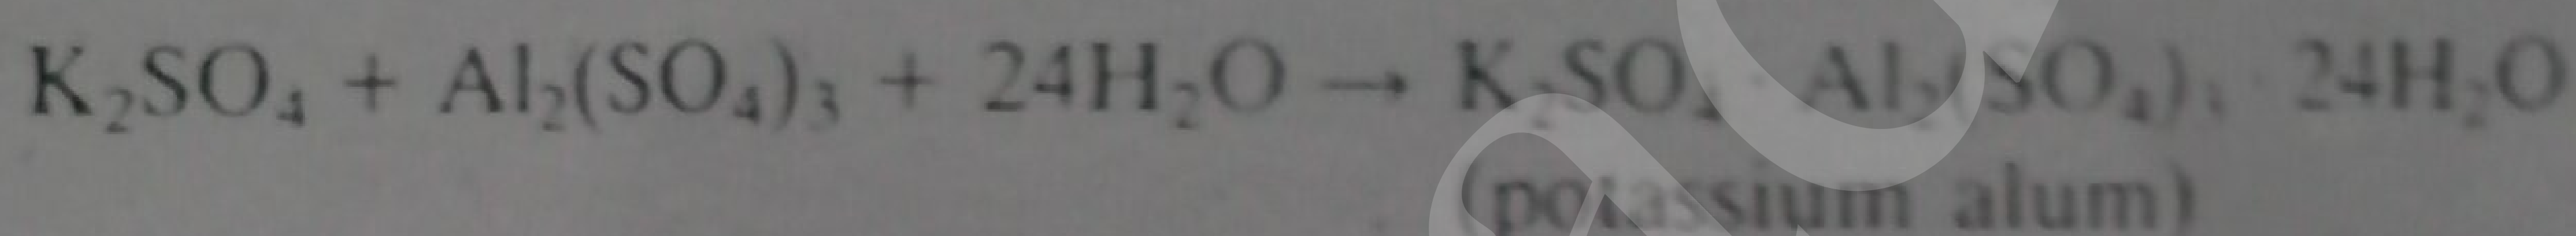 K₂SO₄ + Al₂(SO₄)₃ + 24H₂O → K₂SO₄ · Al₂(SO₄)₃ · 24H₂O
(potassium alum)